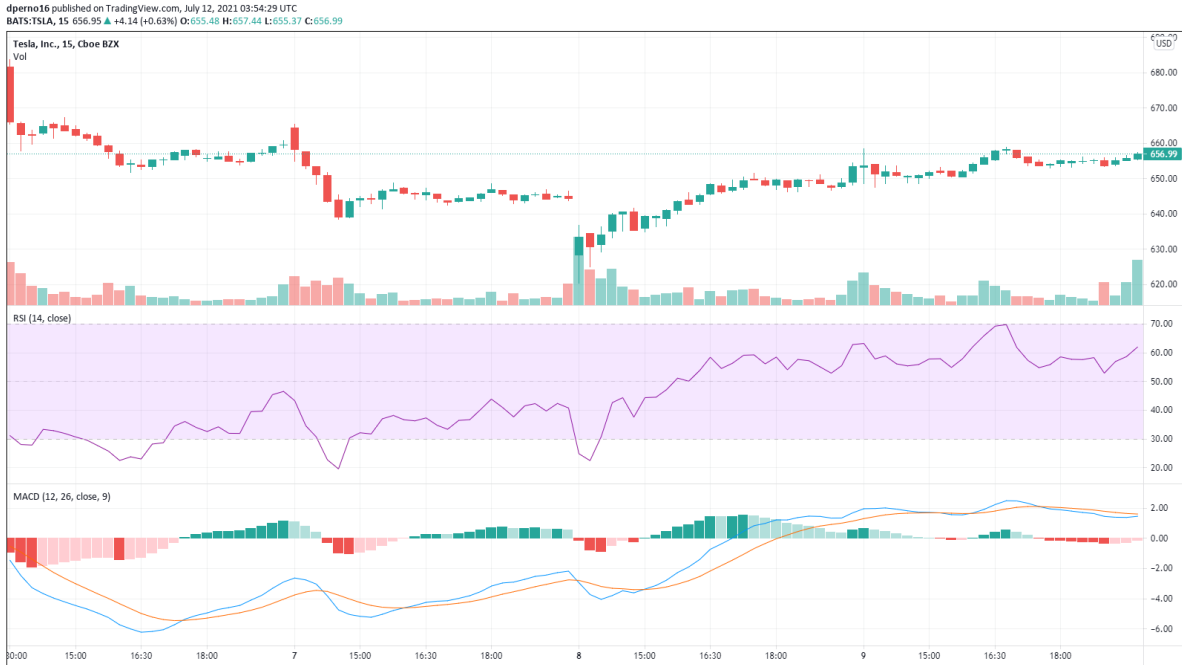 dperno16 published on TradingView.com, July 12, 2021 03:54:29 UTC
BATS:TSLA, 15 656.95 ▲ +4.14 (+0.63%) O:655.48 H:657.44 L:655.37 C:656.99
Tesla, Inc., 15, Cboe BZX
Vol
USD
680.00
670.00
660.00
656.99
650.00
640.00
630.00
620.00
RSI (14, close)
70.00
60.00
50.00
40.00
30.00
20.00
MACD (12, 26, close, 9)
2.00
0.00
−2.00
−4.00
−6.00
15:00 16:30 18:00 7 15:00 16:30 18:00 8 15:00 16:30 18:00 9 15:00 16:30 18:00